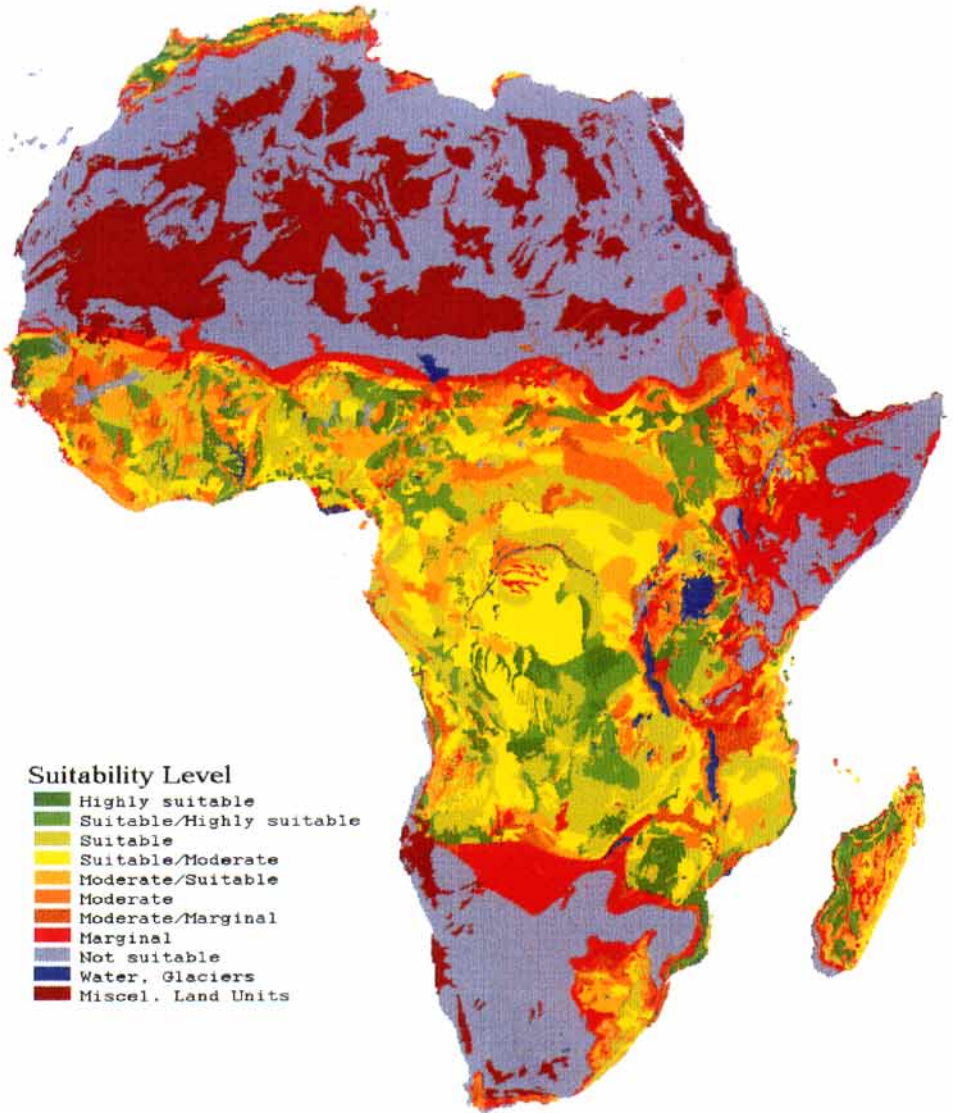 Suitability Level
Highly suitable
Suitable/Highly suitable
Suitable
Suitable/Moderate
Moderate/Suitable
Moderate
Moderate/Marginal
Marginal
Not suitable
Water, Glaciers
Miscel. Land Units